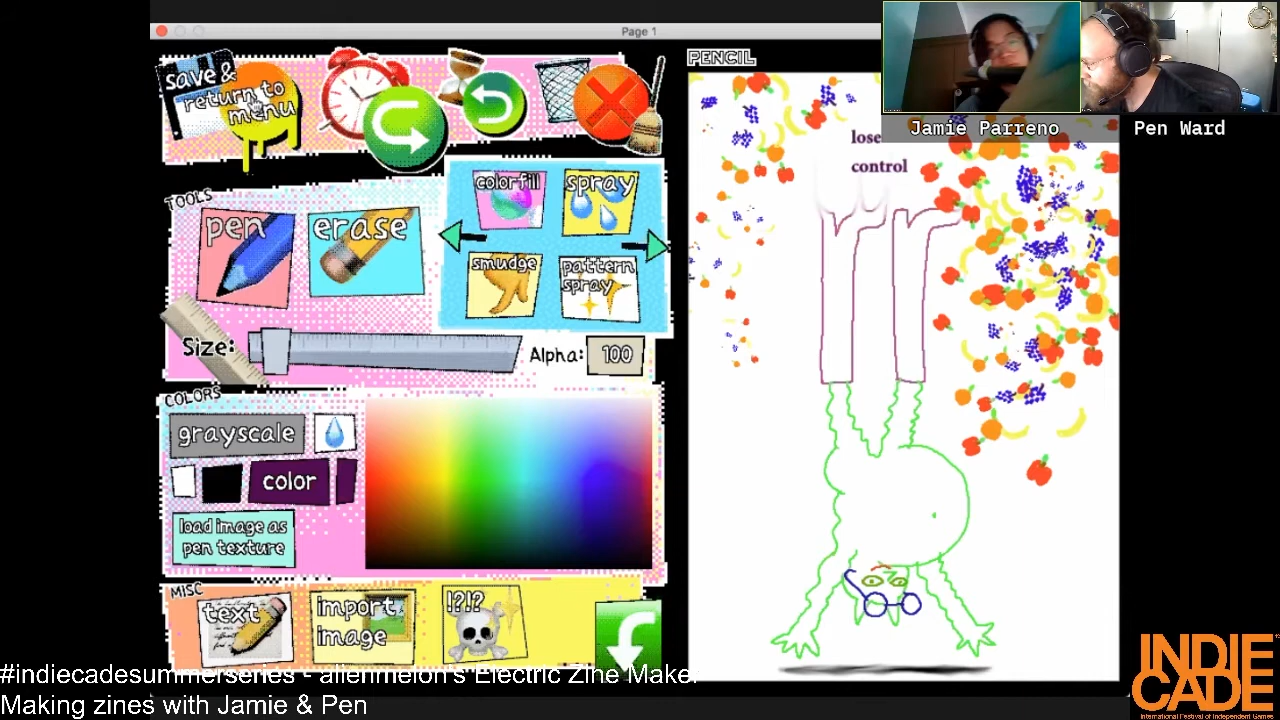 Page 1
save &
return to
menu
PENCIL
Jamie Parreno
Pen Ward
lose
control
TOOLS
pen
erase
colorfill
spray
smudge
pattern
spray
Size:
Alpha: 100
COLORS
grayscale
color
load image as
pen texture
MISC
text
import
image
!?!?
#indiecadesummerseries - alienmelon's Electric Zine Maker
Making zines with Jamie & Pen
INDIE
CADE
International Festival of Independent Games